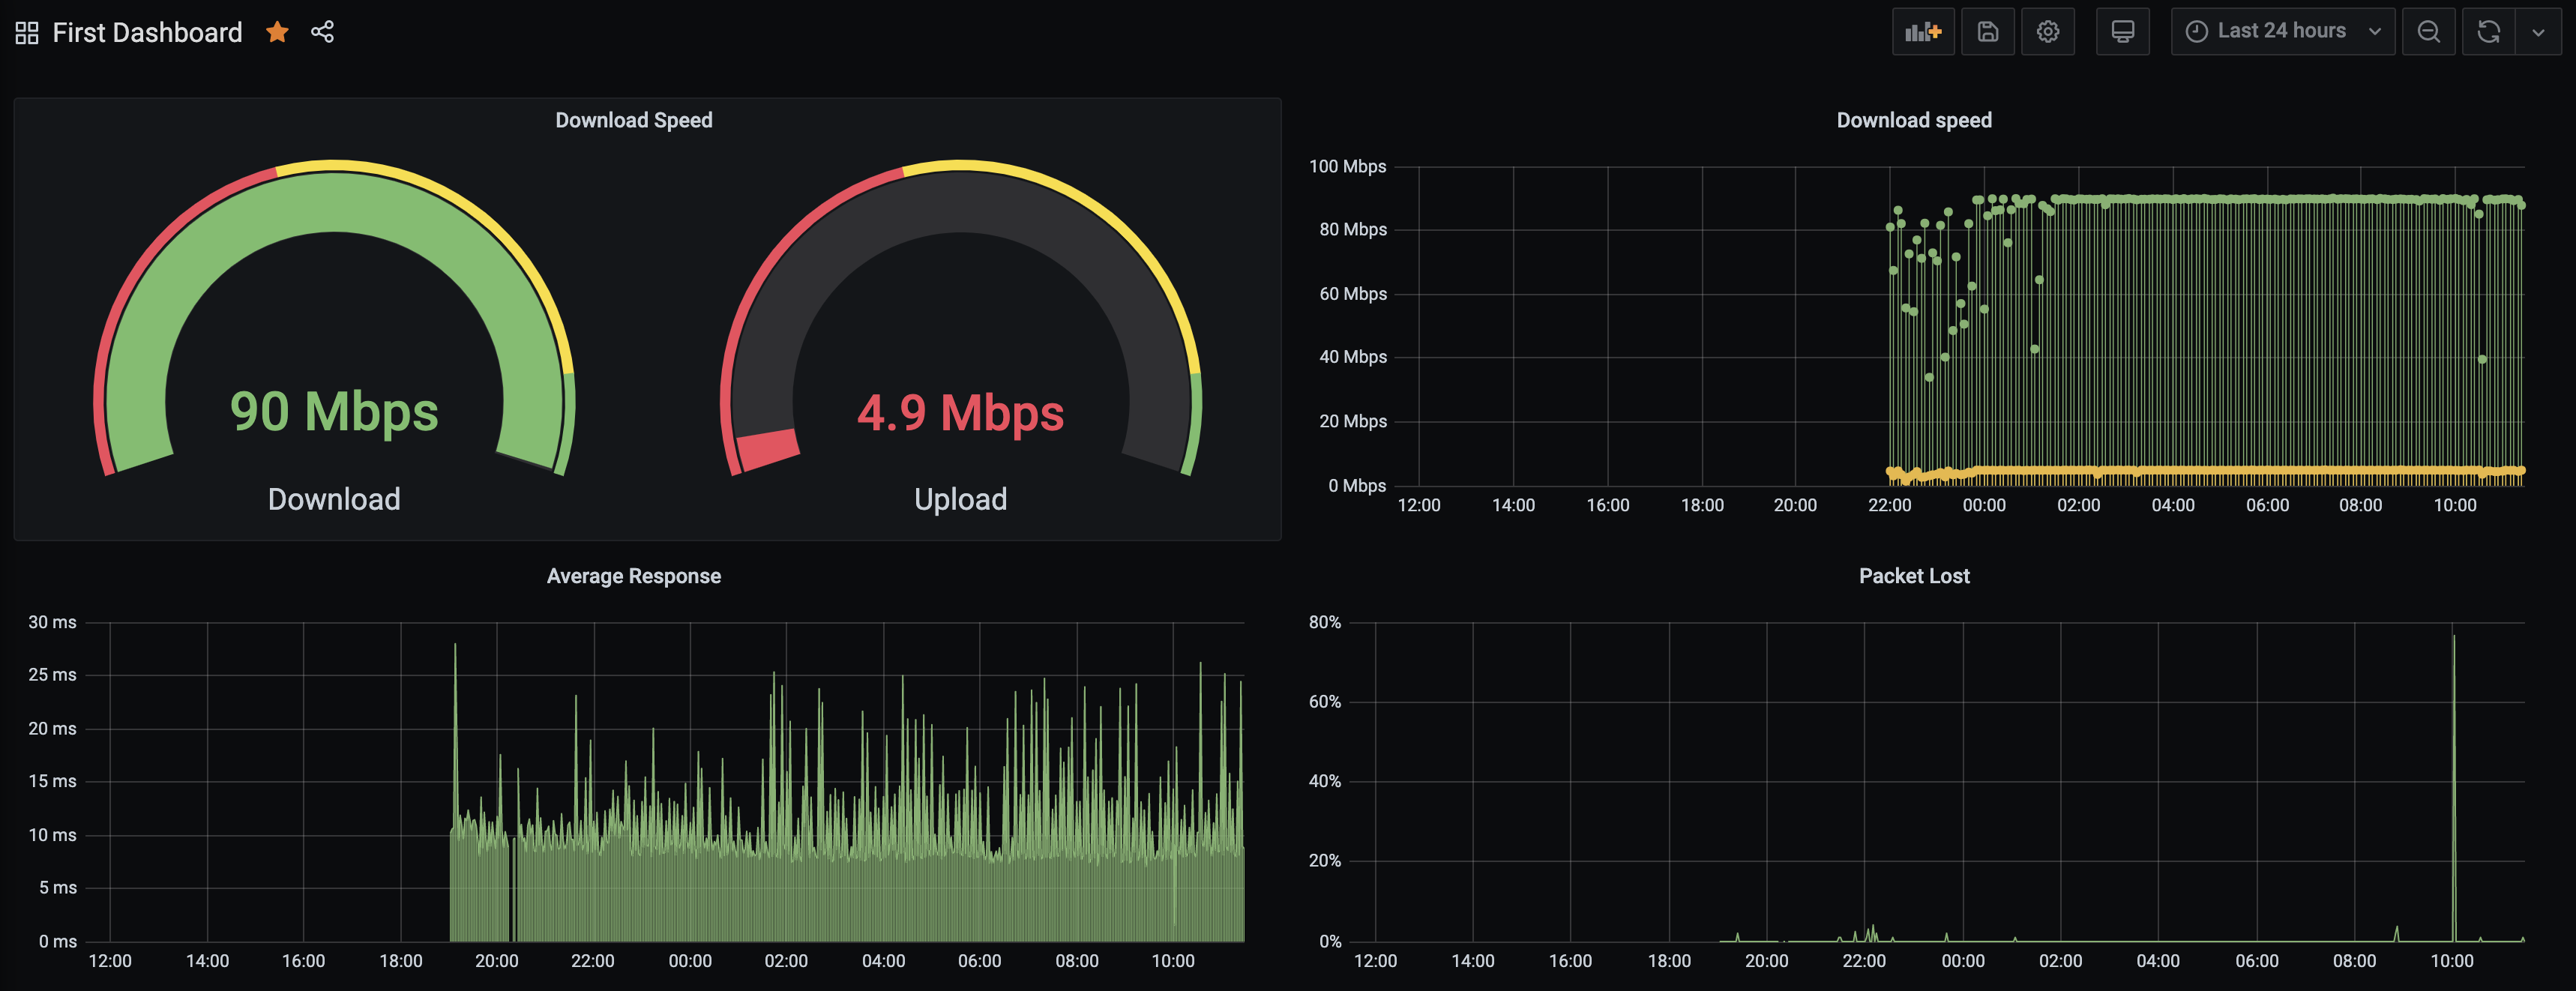 First Dashboard
Last 24 hours
Download Speed
90 Mbps
Download
4.9 Mbps
Upload
Download speed
100 Mbps
80 Mbps
60 Mbps
40 Mbps
20 Mbps
0 Mbps
12:00 14:00 16:00 18:00 20:00 22:00 00:00 02:00 04:00 06:00 08:00 10:00
Average Response
30 ms
25 ms
20 ms
15 ms
10 ms
5 ms
0 ms
12:00 14:00 16:00 18:00 20:00 22:00 00:00 02:00 04:00 06:00 08:00 10:00
Packet Lost
80%
60%
40%
20%
0%
12:00 14:00 16:00 18:00 20:00 22:00 00:00 02:00 04:00 06:00 08:00 10:00